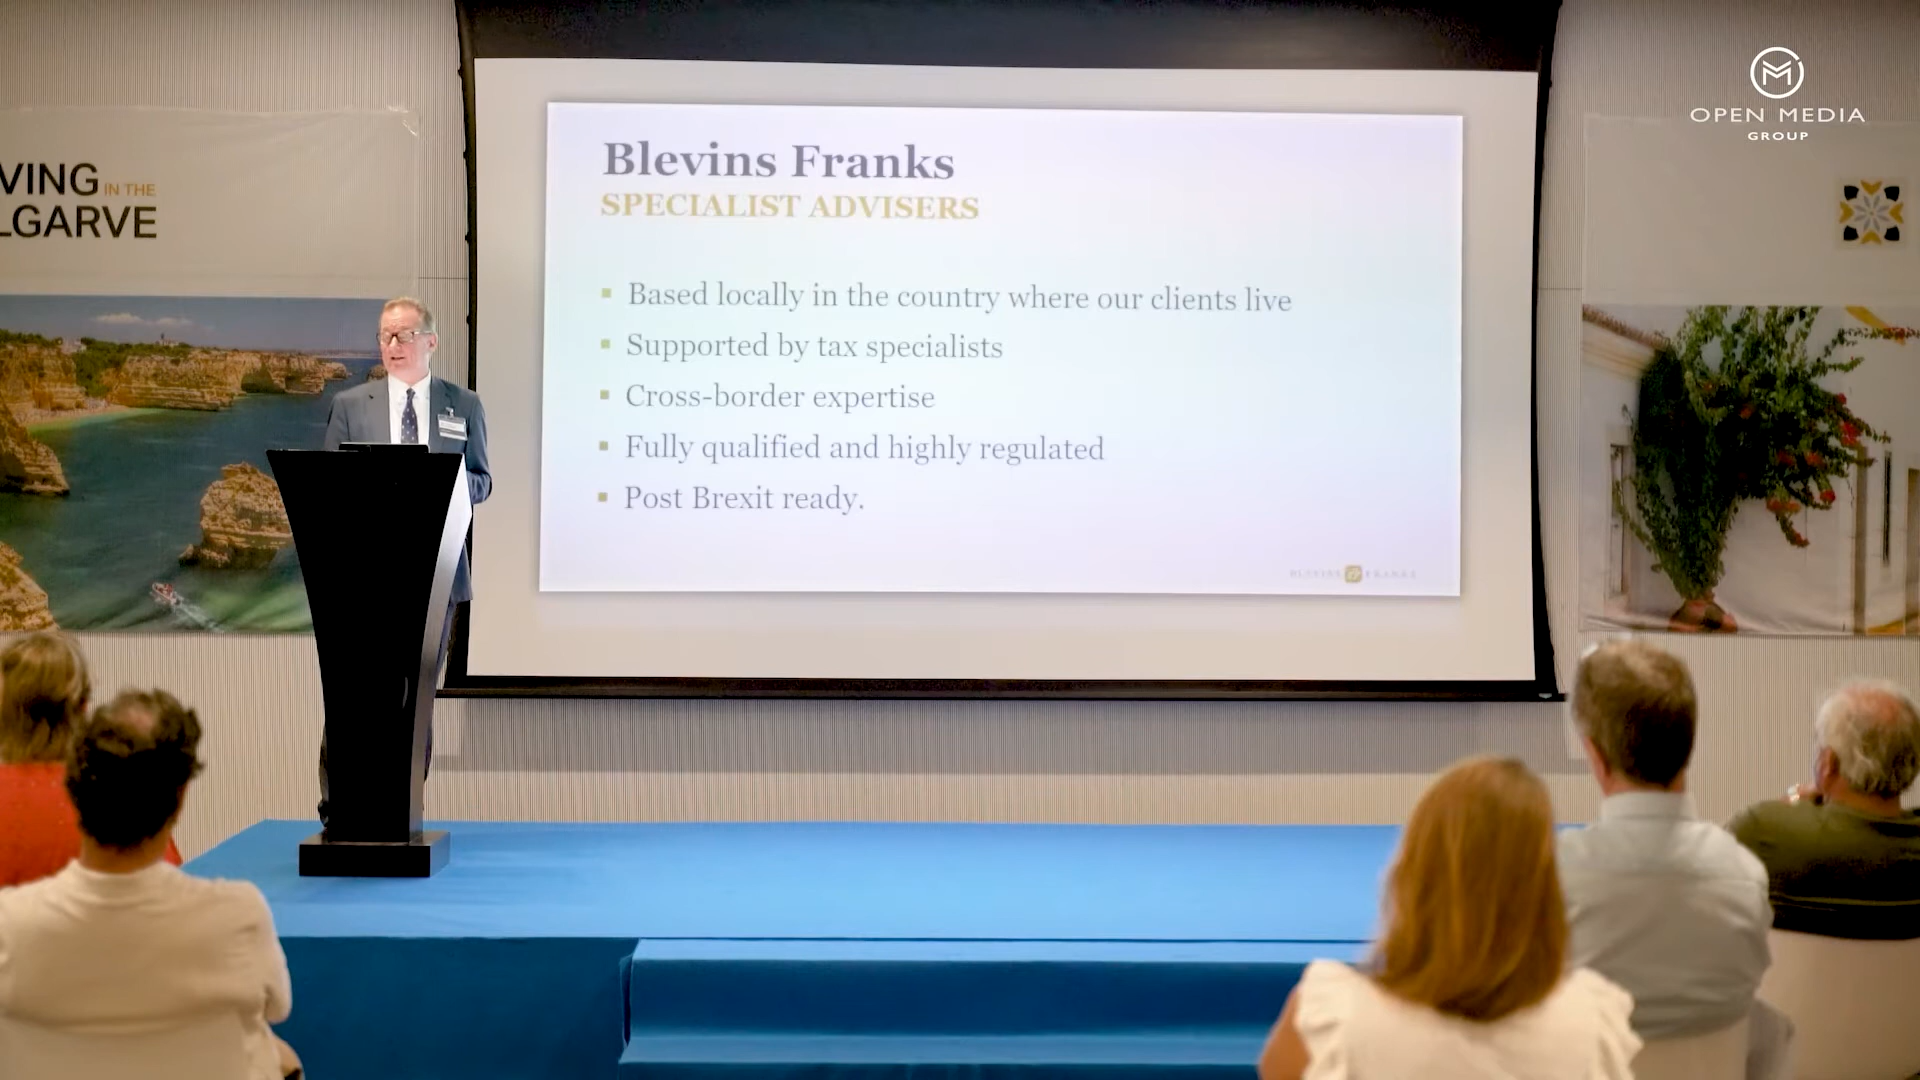 VING IN THE
LGARVE
Blevins Franks
SPECIALIST ADVISERS
Based locally in the country where our clients live
Supported by tax specialists
Cross-border expertise
Fully qualified and highly regulated
Post Brexit ready.
BLEVINS FRANKS
OPEN MEDIA
GROUP